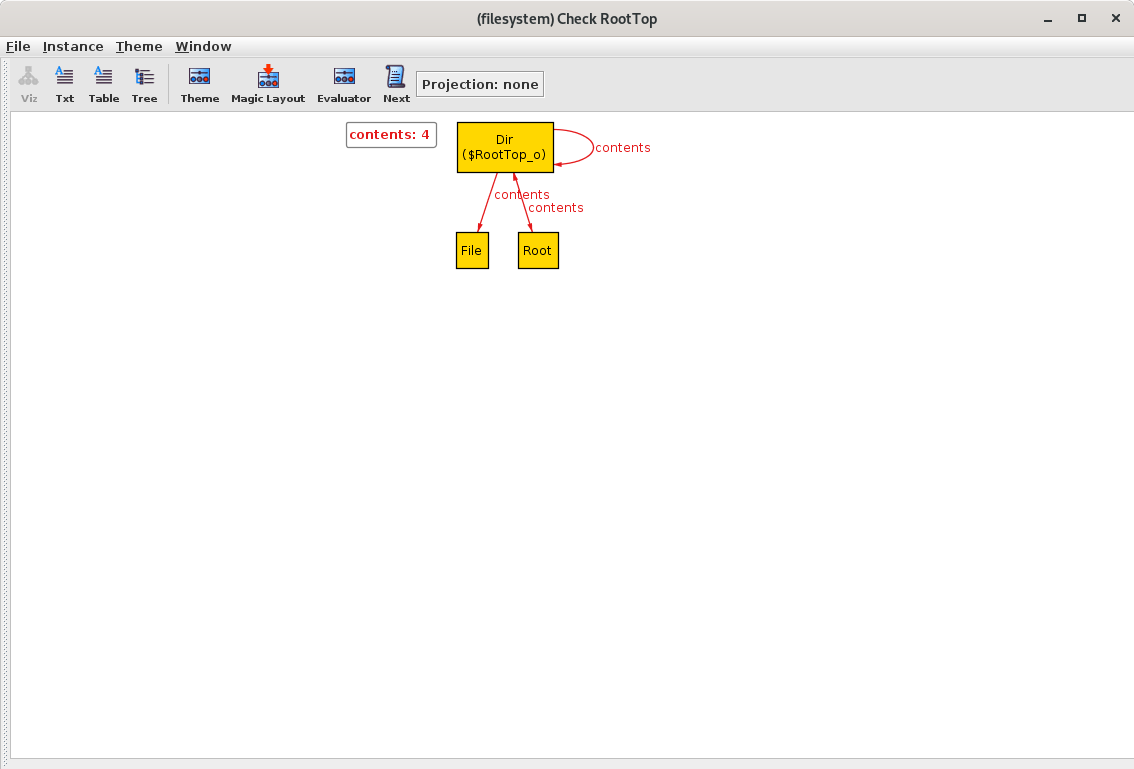 (filesystem) Check RootTop
File Instance Theme Window
Viz Txt Table Tree Theme Magic Layout Evaluator Next Projection: none
contents: 4
Dir
($RootTop_o)
contents
contents
contents
File
Root